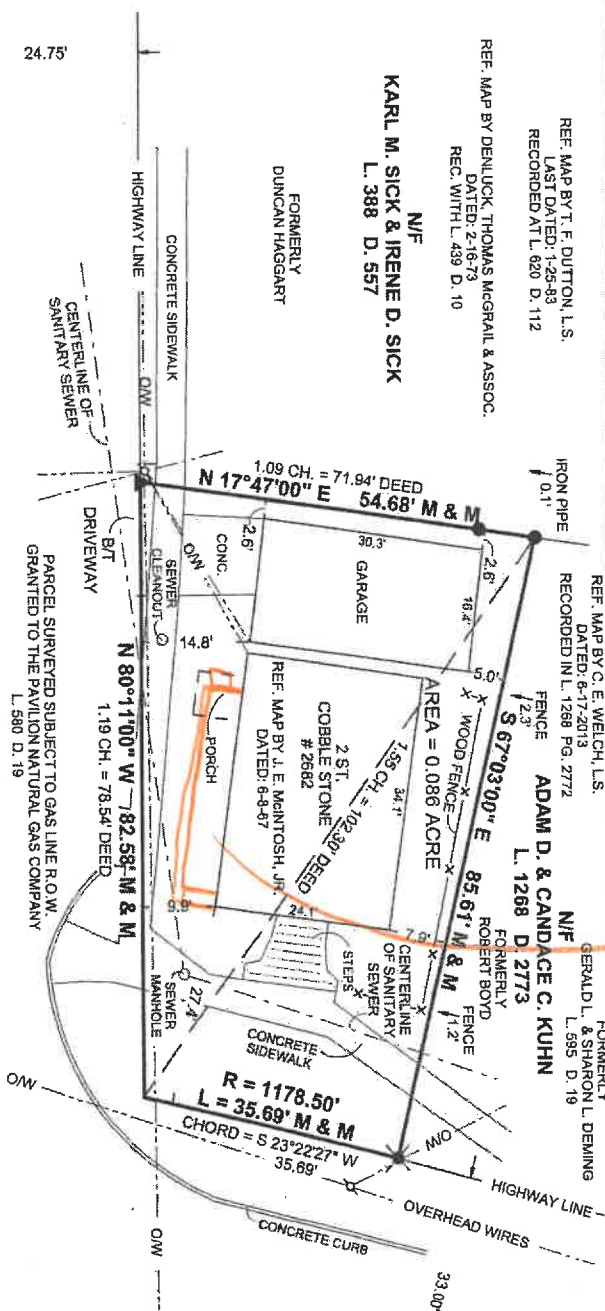 REF. MAP BY T. F. DUTTON, L.S.
LAST DATED: 1-25-83
RECORDED AT L. 620 D. 112
REF. MAP BY DENLUCK, THOMAS McGRAIL & ASSOC.
DATED: 2-16-73
REC. WITH L. 439 D. 10
N/F
KARL M. SICK & IRENE D. SICK
L. 388 D. 557
FORMERLY
DUNCAN HAGGART
24.75'
HIGHWAY LINE
CONCRETE SIDEWALK
O/W
CENTERLINE OF
SANITARY SEWER
IRON PIPE
0.1'
REF. MAP BY C. E. WELCH, L.S.
DATED: 6-17-2013
RECORDED IN L. 1268 PG. 2772
N/F
ADAM D. & CANDACE C. KUHN
L. 1268 D. 2773
FORMERLY
ROBERT BOYD
FORMERLY
GERALD L. & SHARON L. DEMING
L. 595 D. 19
1.09 CH. = 71.94' DEED
N 17°47'00" E 54.68' M & M
2.6'
30.3'
2.6'
GARAGE
16.4'
5.0'
CONC.
O/W
FENCE
2.3'
S 67°03'00" E 85.61' M & M
WOOD FENCE
AREA = 0.086 ACRE
1.55 CH. = 102.30' DEED
34.1'
2 ST.
COBBLE STONE
# 2682
REF. MAP BY J. E. McINTOSH, JR.
DATED: 6-8-67
PORCH
14.8'
SEWER
CLEANOUT
B/T
DRIVEWAY
N 80°11'00" W 82.58' M & M
1.19 CH. = 78.54' DEED
PARCEL SURVEYED SUBJECT TO GAS LINE R.O.W.
GRANTED TO THE PAVILION NATURAL GAS COMPANY
L. 580 D. 19
9.9'
24.1'
7.9'
STEPS
CENTERLINE
OF SANITARY
SEWER
FENCE
1.2'
SEWER
MANHOLE
27.4'
CONCRETE
SIDEWALK
R = 1178.50'
L = 35.69' M & M
CHORD = S 23°22'27" W
35.69'
O/W
HIGHWAY LINE
OVERHEAD WIRES
CONCRETE CURB
O/W
O/W
33.00'